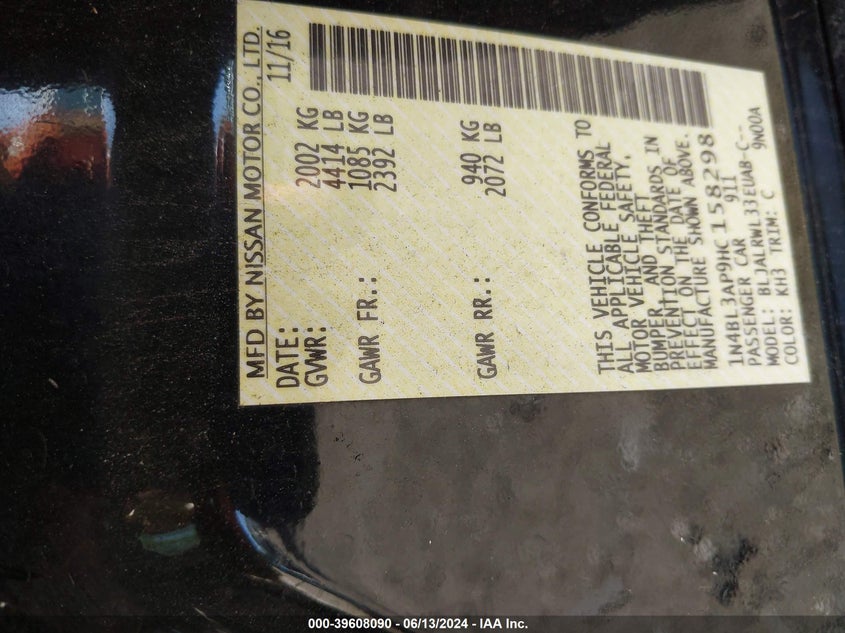 MFD BY NISSAN MOTOR CO., LTD.
DATE: 11/16
GVWR: 2002 KG
4414 LB
GAWR FR.: 1085 KG
2392 LB
GAWR RR.: 940 KG
2072 LB
THIS VEHICLE CONFORMS TO
ALL APPLICABLE FEDERAL
MOTOR VEHICLE SAFETY,
BUMPER, AND THEFT
PREVENTION STANDARDS IN
EFFECT ON THE DATE OF
MANUFACTURE SHOWN ABOVE.
1N4BL3AP9HC158298
PASSENGER CAR 911
MODEL: BLJALRWL33EUAB-C--
COLOR: KH3 TRIM: C 9N00A
000-39608090 - 06/13/2024 - IAA Inc.